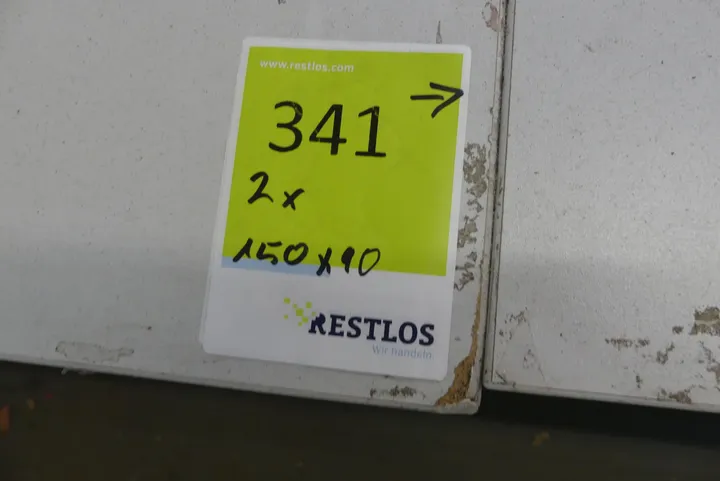 www.restlos.com
→
341
2x
150x90
RESTLOS
Wir handeln.